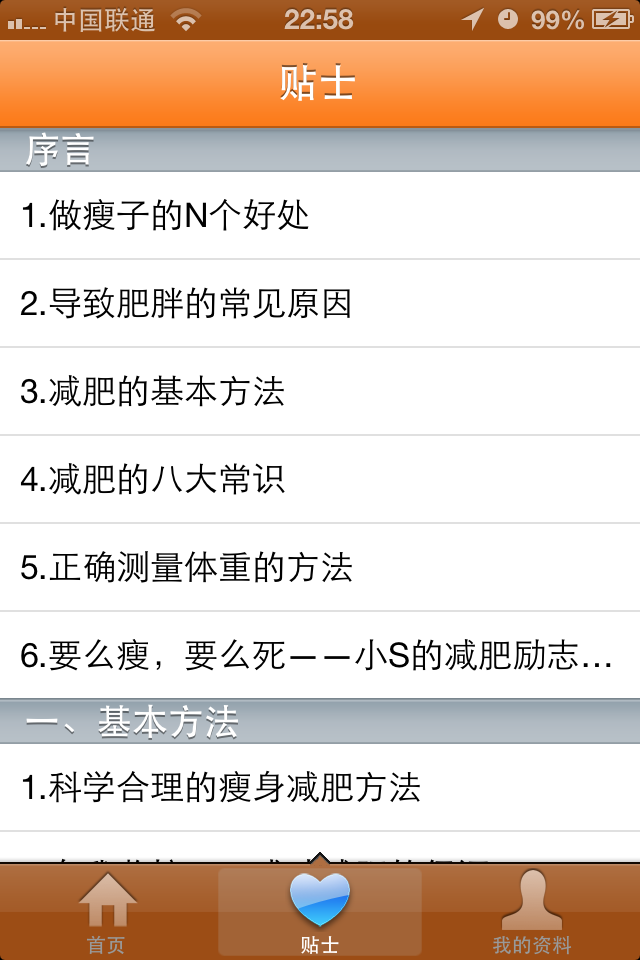 中国联通 22:58 99%
贴士
序言
1.做瘦子的N个好处
2.导致肥胖的常见原因
3.减肥的基本方法
4.减肥的八大常识
5.正确测量体重的方法
6.要么瘦，要么死——小S的减肥励志…
一、基本方法
1.科学合理的瘦身减肥方法
首页 贴士 我的资料